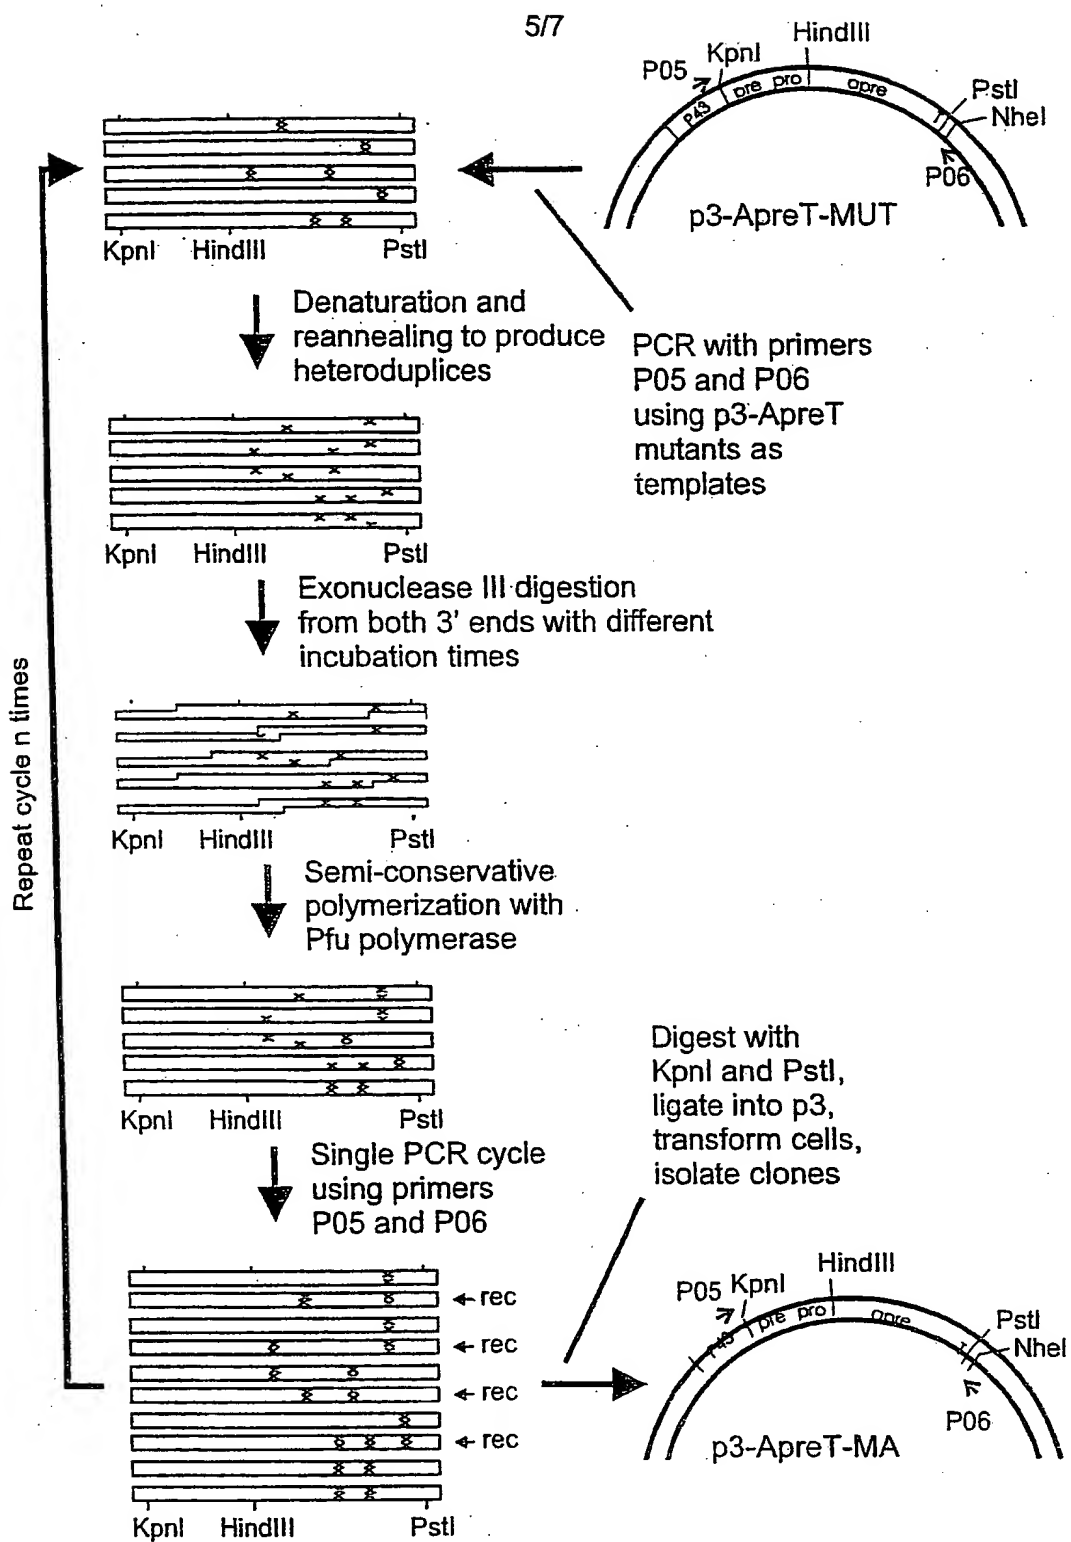 5/7
HindIII
KpnI
P05
pre pro
apre
P43
PstI
NheI
P06
p3-ApreT-MUT
KpnI HindIII PstI
Denaturation and
reannealing to produce
heteroduplices
PCR with primers
P05 and P06
using p3-ApreT
mutants as
templates
KpnI HindIII PstI
Exonuclease III digestion
from both 3' ends with different
incubation times
Repeat cycle n times
KpnI HindIII PstI
Semi-conservative
polymerization with
Pfu polymerase
KpnI HindIII PstI
Digest with
KpnI and PstI,
ligate into p3,
transform cells,
isolate clones
Single PCR cycle
using primers
P05 and P06
rec
rec
rec
rec
HindIII
P05 KpnI
pre pro
apre
P43
PstI
NheI
P06
p3-ApreT-MA
KpnI HindIII PstI